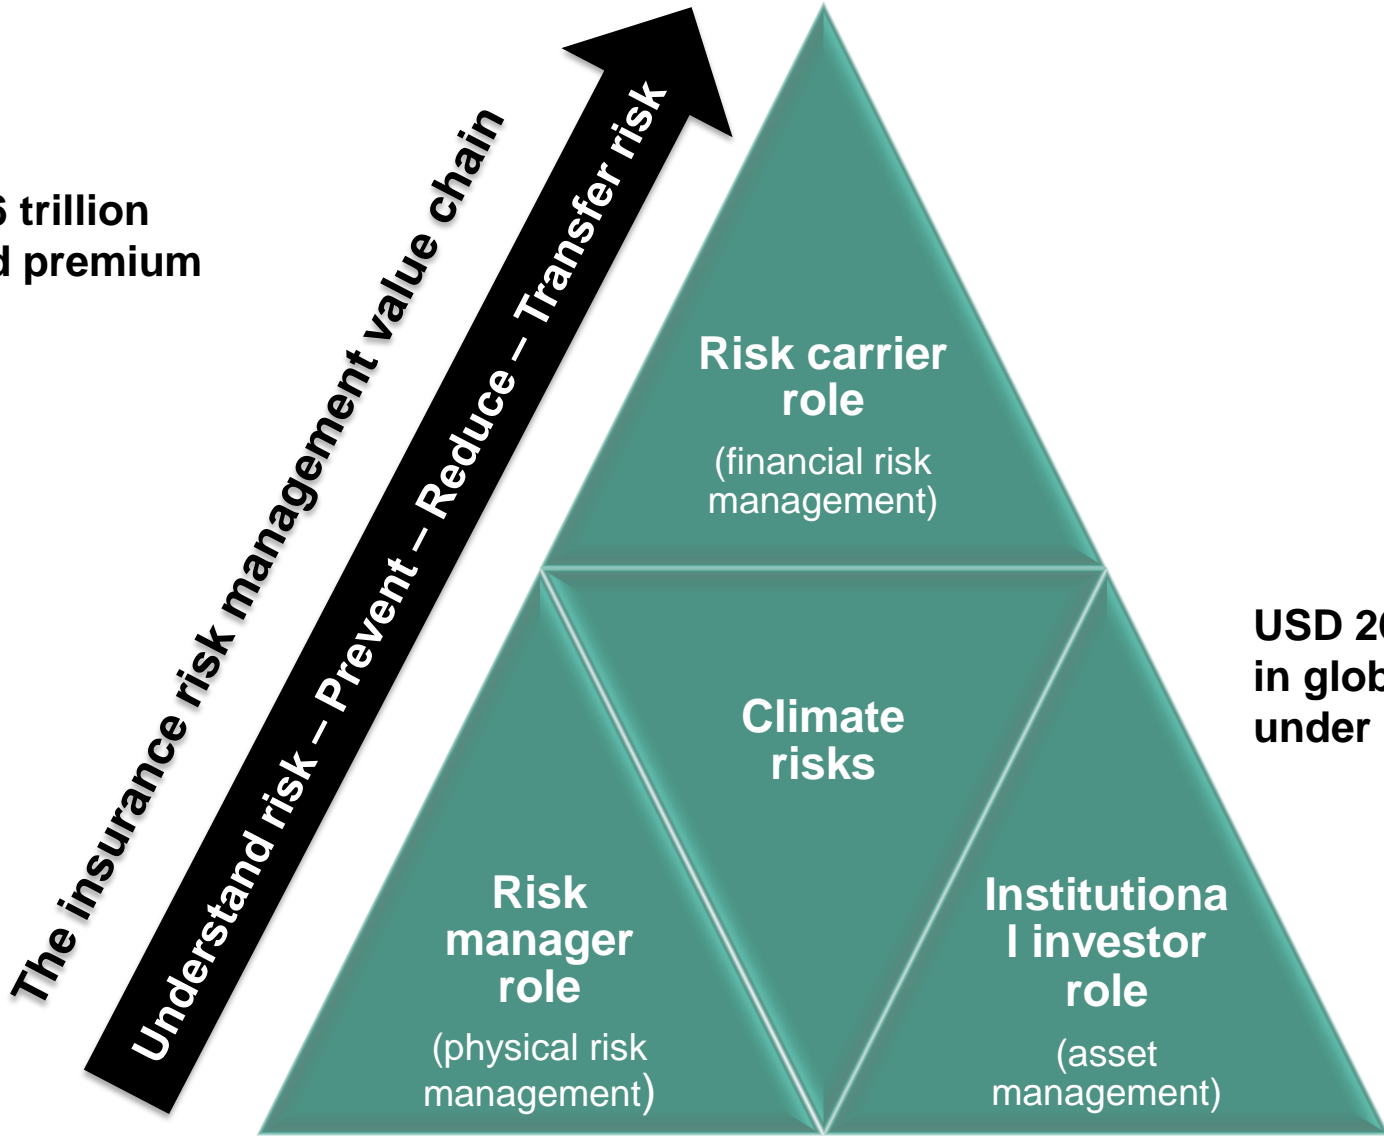 6 trillion
d premium
The insurance risk management value chain
Understand risk – Prevent – Reduce – Transfer risk
Risk carrier
role
(financial risk
management)
Climate
risks
USD 2
in glob
under
Risk
manager
role
(physical risk
management)
Institutiona
l investor
role
(asset
management)